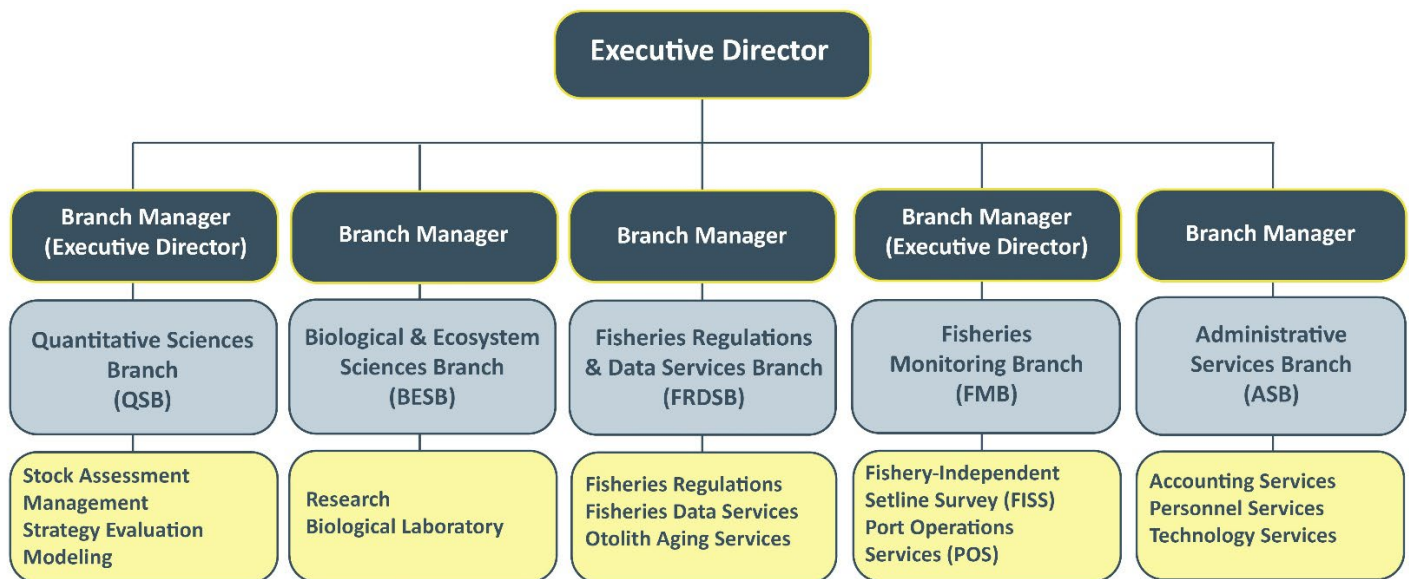 Executive Director
Branch Manager
(Executive Director)
Branch Manager
Branch Manager
Branch Manager
(Executive Director)
Branch Manager
Quantitative Sciences
Branch
(QSB)
Biological & Ecosystem
Sciences Branch
(BESB)
Fisheries Regulations
& Data Services Branch
(FRDSB)
Fisheries
Monitoring Branch
(FMB)
Administrative
Services Branch
(ASB)
Stock Assessment
Management
Strategy Evaluation
Modeling
Research
Biological Laboratory
Fisheries Regulations
Fisheries Data Services
Otolith Aging Services
Fishery-Independent
Setline Survey (FISS)
Port Operations
Services (POS)
Accounting Services
Personnel Services
Technology Services